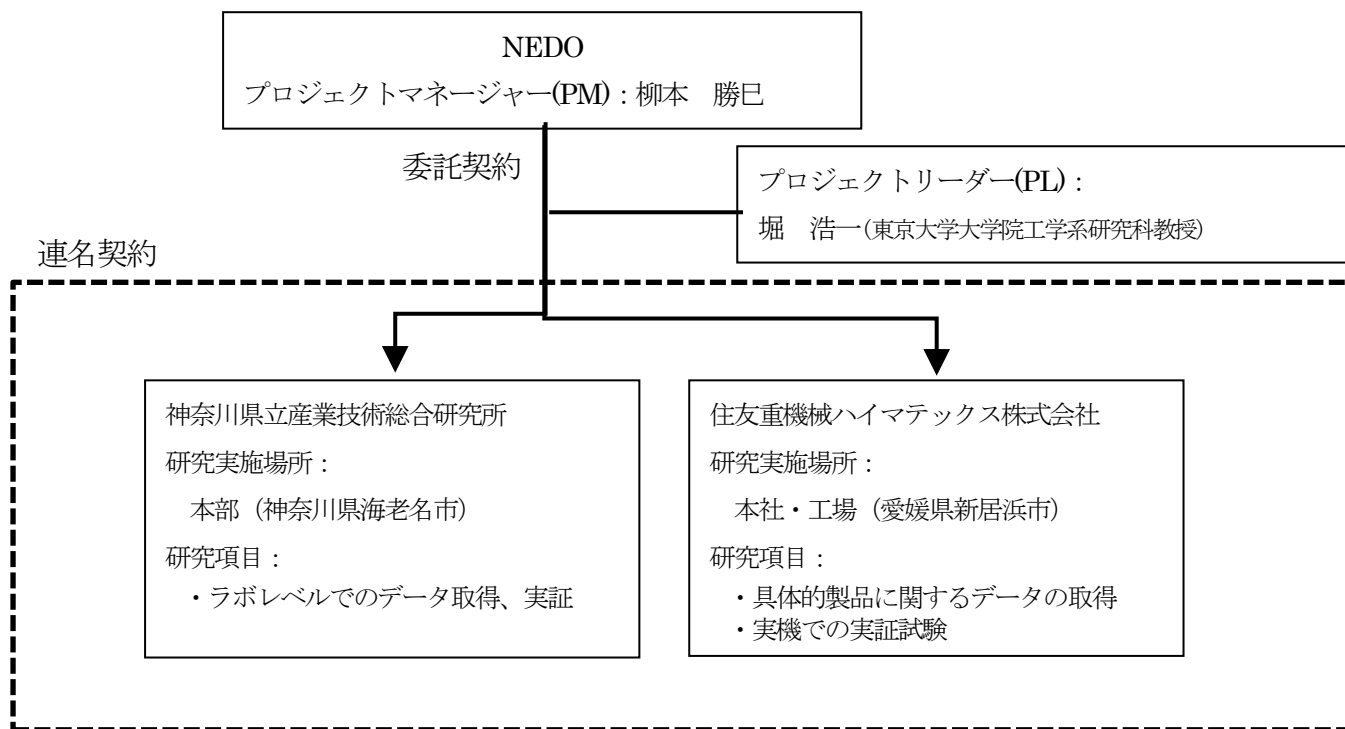 NEDO
プロジェクトマネージャー(PM)：柳本　勝巳
委託契約
プロジェクトリーダー(PL)：
堀　浩一(東京大学大学院工学系研究科教授)
連名契約
神奈川県立産業技術総合研究所
研究実施場所：
本部（神奈川県海老名市）
研究項目：
・ラボレベルでのデータ取得、実証
住友重機械ハイマテックス株式会社
研究実施場所：
本社・工場（愛媛県新居浜市）
研究項目：
・具体的製品に関するデータの取得
・実機での実証試験